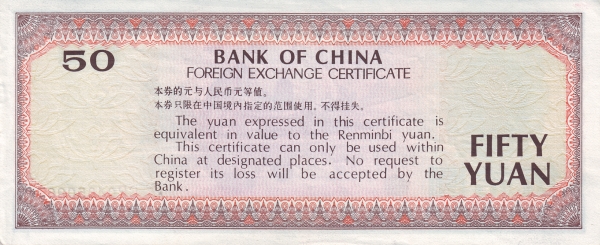 50
BANK OF CHINA
FOREIGN EXCHANGE CERTIFICATE
本券的元与人民币元等值。
本券只限在中国境内指定的范围使用，不得挂失。
The yuan expressed in this certificate is
equivalent in value to the Renminbi yuan.
This certificate can only be used within
China at designated places. No request to
register its loss will be accepted by the
Bank.
FIFTY
YUAN